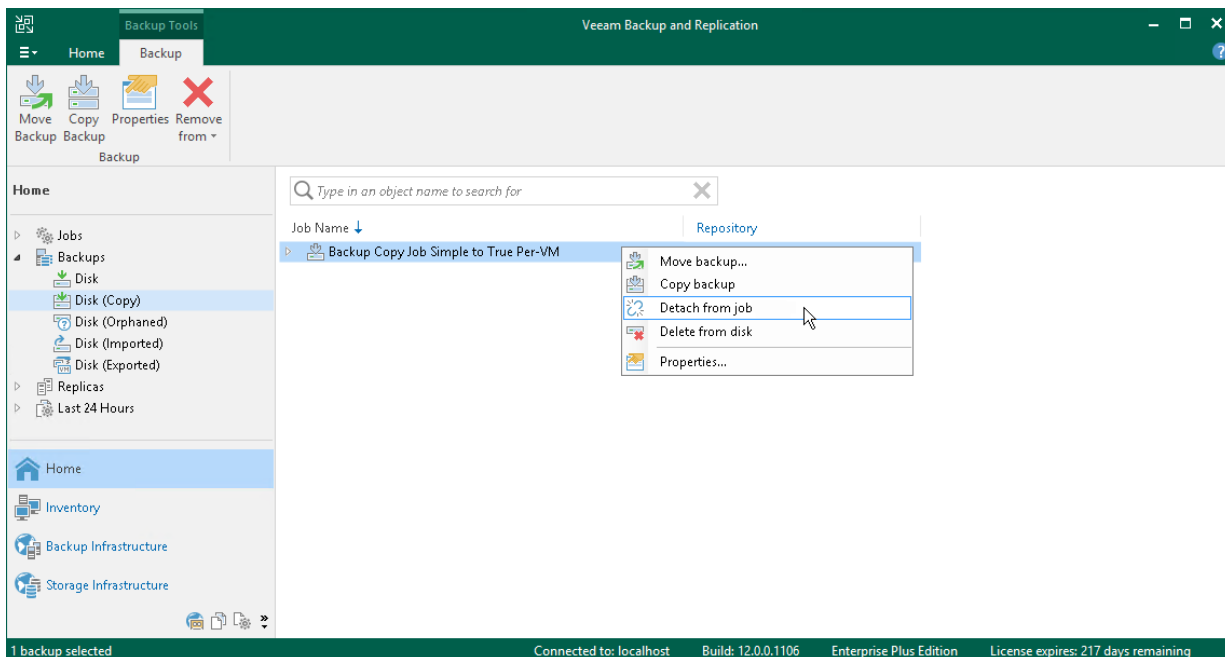 Backup Tools
Veeam Backup and Replication
Home
Backup
Move Backup
Copy Backup
Properties
Remove from
Backup
Home
Type in an object name to search for
Jobs
Backups
Disk
Disk (Copy)
Disk (Orphaned)
Disk (Imported)
Disk (Exported)
Replicas
Last 24 Hours
Job Name
Repository
Backup Copy Job Simple to True Per-VM
Move backup...
Copy backup
Detach from job
Delete from disk
Properties...
Home
Inventory
Backup Infrastructure
Storage Infrastructure
1 backup selected
Connected to: localhost
Build: 12.0.0.1106
Enterprise Plus Edition
License expires: 217 days remaining